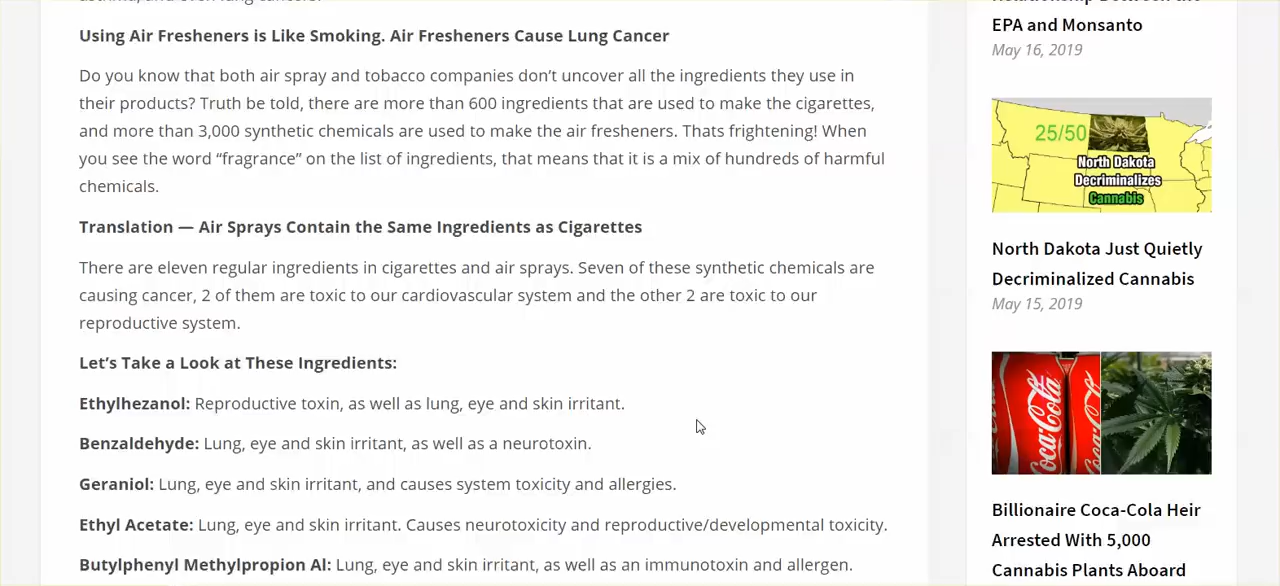 Using Air Fresheners is Like Smoking. Air Fresheners Cause Lung Cancer
Do you know that both air spray and tobacco companies don’t uncover all the ingredients they use in
their products? Truth be told, there are more than 600 ingredients that are used to make the cigarettes,
and more than 3,000 synthetic chemicals are used to make the air fresheners. Thats frightening! When
you see the word “fragrance” on the list of ingredients, that means that it is a mix of hundreds of harmful
chemicals.
Translation — Air Sprays Contain the Same Ingredients as Cigarettes
There are eleven regular ingredients in cigarettes and air sprays. Seven of these synthetic chemicals are
causing cancer, 2 of them are toxic to our cardiovascular system and the other 2 are toxic to our
reproductive system.
Let’s Take a Look at These Ingredients:
Ethylhezanol: Reproductive toxin, as well as lung, eye and skin irritant.
Benzaldehyde: Lung, eye and skin irritant, as well as a neurotoxin.
Geraniol: Lung, eye and skin irritant, and causes system toxicity and allergies.
Ethyl Acetate: Lung, eye and skin irritant. Causes neurotoxicity and reproductive/developmental toxicity.
Butylphenyl Methylpropion Al: Lung, eye and skin irritant, as well as an immunotoxin and allergen.
EPA and Monsanto
May 16, 2019
25/50
North Dakota
Decriminalizes
Cannabis
North Dakota Just Quietly
Decriminalized Cannabis
May 15, 2019
Coca-Cola
Billionaire Coca-Cola Heir
Arrested With 5,000
Cannabis Plants Aboard